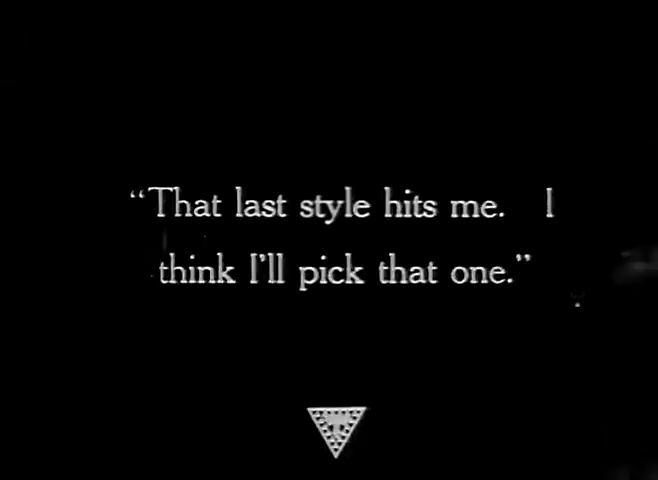 “That last style hits me. I
think I'll pick that one.”